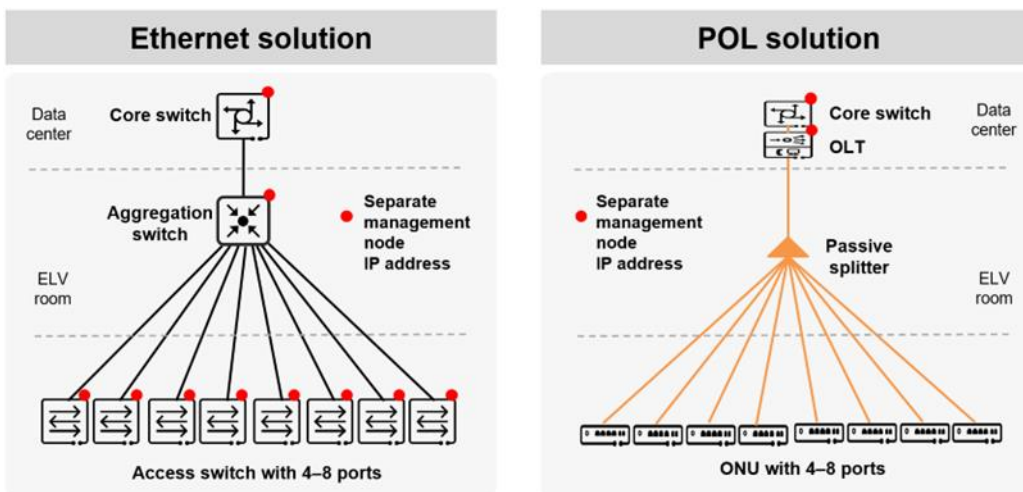 Ethernet solution
Data
center
Core switch
Aggregation
switch
Separate
management
node
IP address
ELV
room
Access switch with 4–8 ports
POL solution
Core switch
OLT
Data
center
Separate
management
node
IP address
Passive
splitter
ELV
room
ONU with 4–8 ports